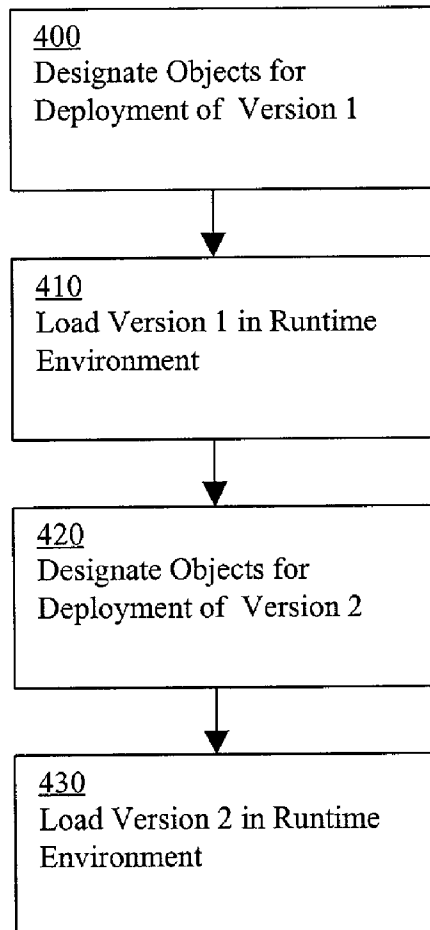 400
Designate Objects for
Deployment of Version 1
410
Load Version 1 in Runtime
Environment
420
Designate Objects for
Deployment of Version 2
430
Load Version 2 in Runtime
Environment